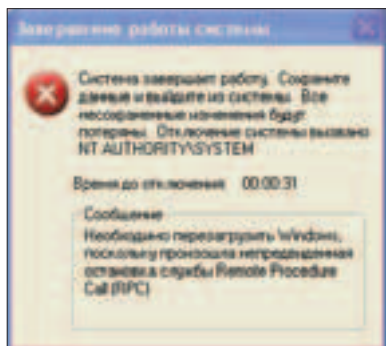 Завершение работы системы
Система завершает работу. Сохраните
данные и выйдите из системы. Все
несохраненные изменения будут
потеряны. Отключение системы вызвано
NT AUTHORITY\SYSTEM
Время до отключения: 00:00:31
Сообщение
Необходимо перезагрузить Windows,
поскольку произошла непредвиденная
остановка службы Remote Procedure
Call (RPC)